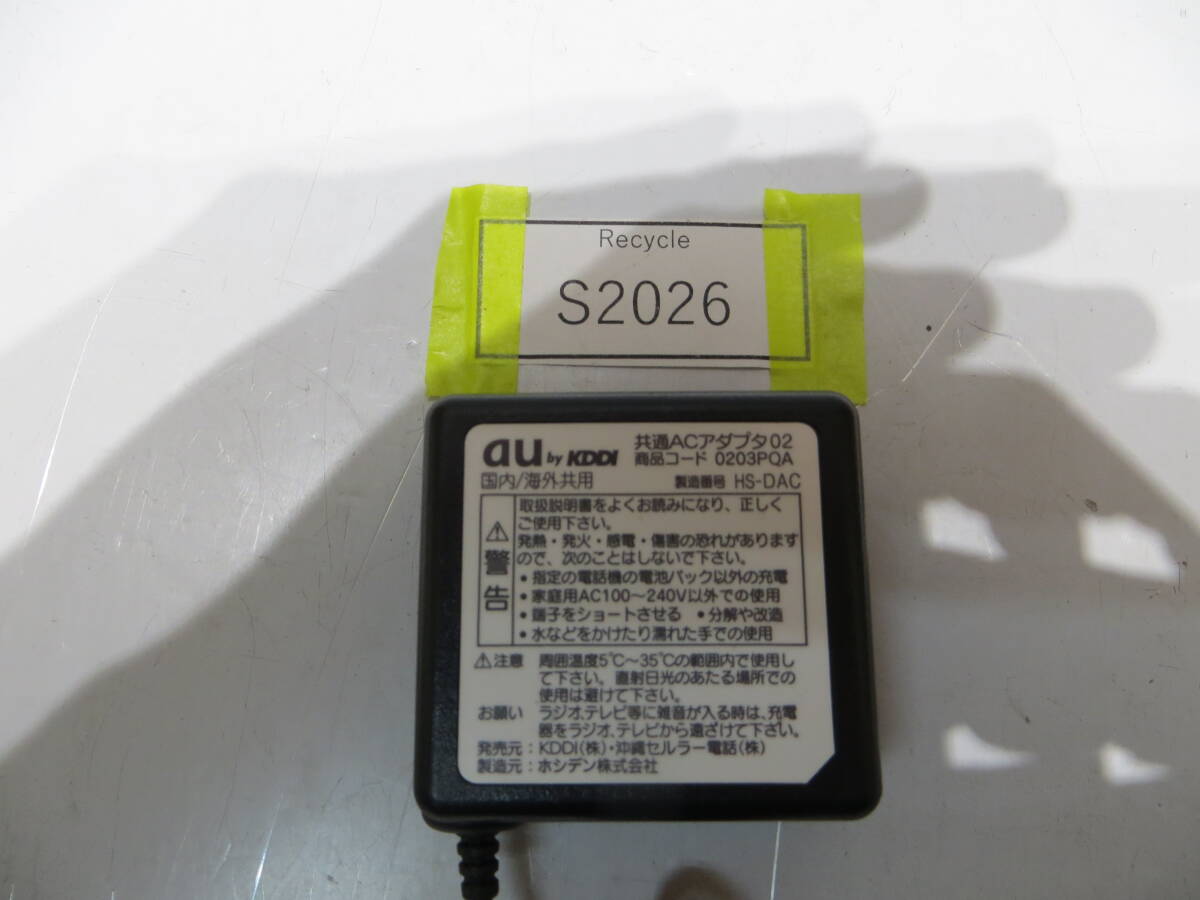 Recycle
S2026
au by KDDI
共通ACアダプタ02
商品コード 0203PQA
国内/海外共用
製造番号 HS-DAC
⚠警告
取扱説明書をよくお読みになり、正しく
ご使用下さい。
発熱・発火・感電・傷害の恐れがあります
ので、次のことはしないで下さい。
・指定の電話機の電池パック以外の充電
・家庭用AC100〜240V以外での使用
・端子をショートさせる ・分解や改造
・水などをかけたり濡れた手での使用
⚠注意 周囲温度5℃〜35℃の範囲内で使用し
て下さい。直射日光のあたる場所での
使用は避けて下さい。
お願い ラジオ、テレビ等に雑音が入る時は、充電
器をラジオ、テレビから遠ざけて下さい。
発売元：KDDI(株)・沖縄セルラー電話(株)
製造元：ホシデン株式会社